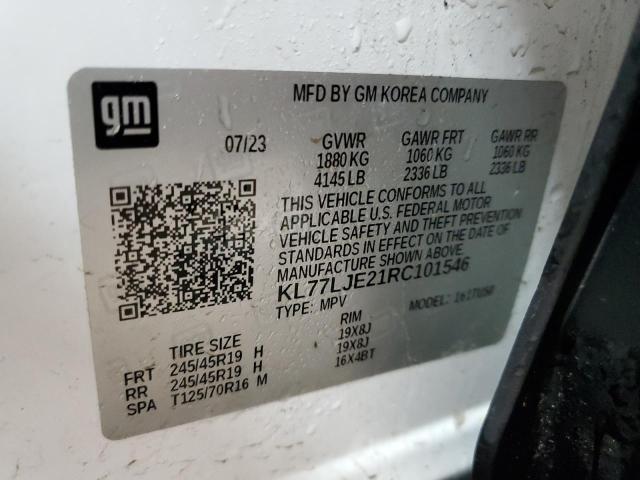 gm
MFD BY GM KOREA COMPANY
07/23 GVWR GAWR FRT GAWR RR
1880 KG 1060 KG 1060 KG
4145 LB 2336 LB 2336 LB
THIS VEHICLE CONFORMS TO ALL
APPLICABLE U.S. FEDERAL MOTOR
VEHICLE SAFETY AND THEFT PREVENTION
STANDARDS IN EFFECT ON THE DATE OF
MANUFACTURE SHOWN ABOVE.
KL77LJE21RC101546
TYPE: MPV MODEL: 1617U58
TIRE SIZE RIM
FRT 245/45R19 H 19X8J
RR 245/45R19 H 19X8J
SPA T125/70R16 M 16X4BT